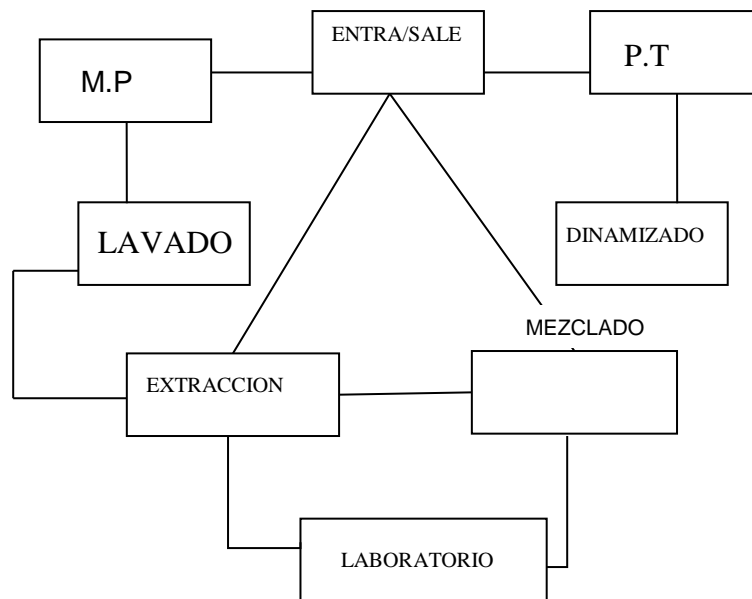 ENTRA/SALE
M.P
P.T
LAVADO
DINAMIZADO
MEZCLADO
EXTRACCION
LABORATORIO